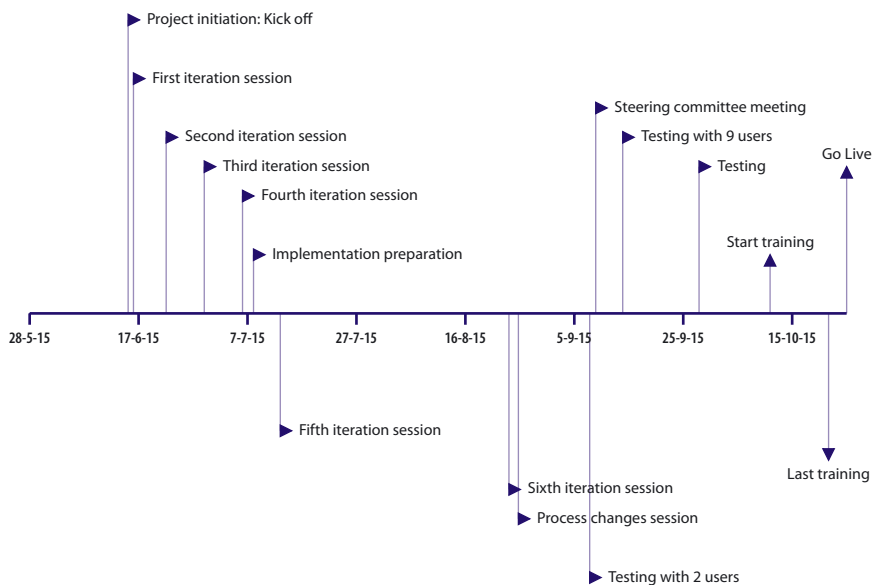 Project initiation: Kick off
First iteration session
Steering committee meeting
Second iteration session
Testing with 9 users
Go Live
Third iteration session
Testing
Fourth iteration session
Start training
Implementation preparation
28-5-15
17-6-15
7-7-15
27-7-15
16-8-15
5-9-15
25-9-15
15-10-15
Fifth iteration session
Last training
Sixth iteration session
Process changes session
Testing with 2 users